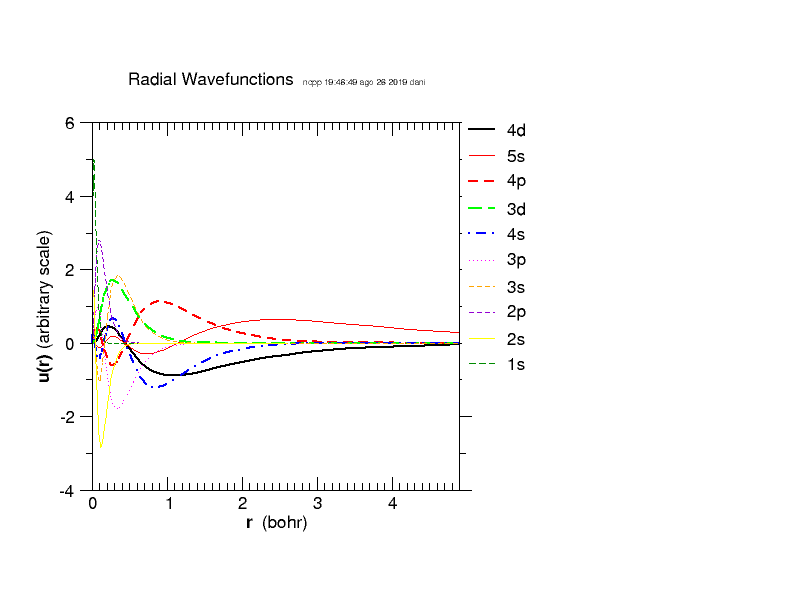 Radial Wavefunctions ncpp 19:46:49 ago 26 2019 dani
6
4
2
0
-2
-4
u(r) (arbitrary scale)
0 1 2 3 4
r (bohr)
4d
5s
4p
3d
4s
3p
3s
2p
2s
1s